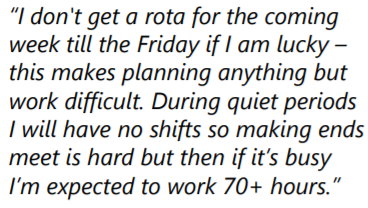 “I don't get a rota for the coming
week till the Friday if I am lucky –
this makes planning anything but
work difficult. During quiet periods
I will have no shifts so making ends
meet is hard but then if it’s busy
I’m expected to work 70+ hours.”